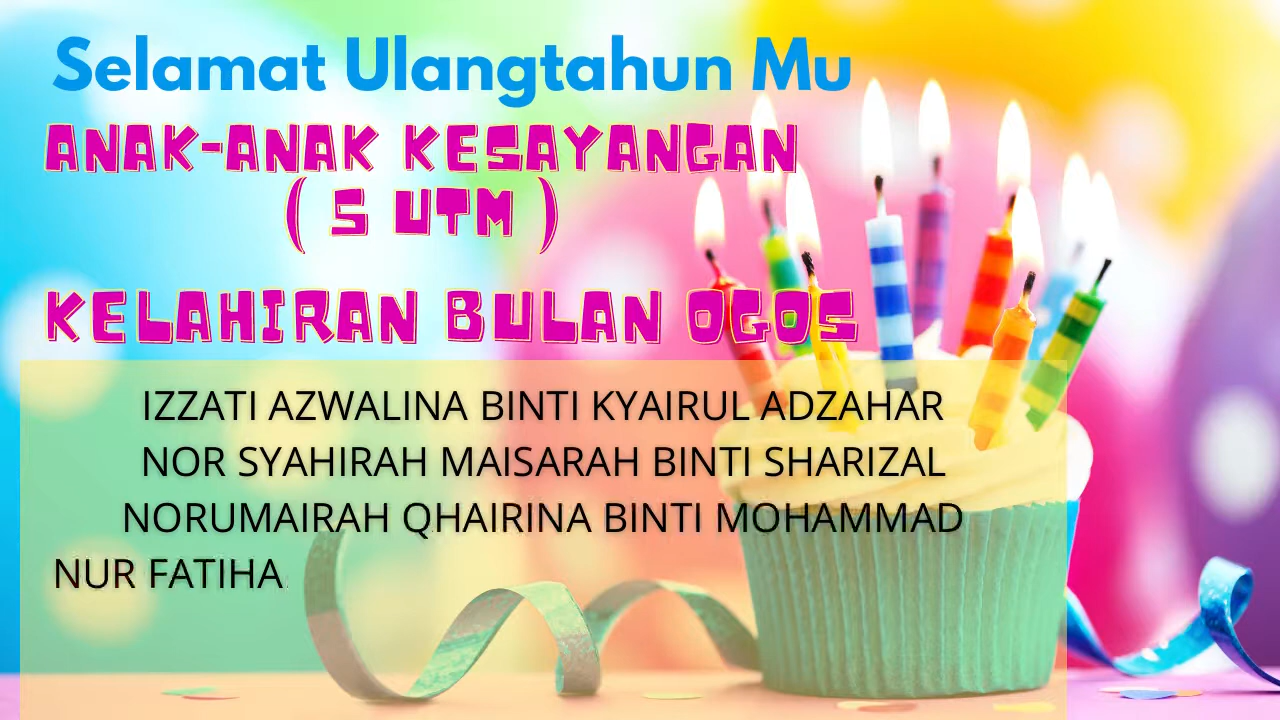 Selamat Ulangtahun Mu
ANAK-ANAK KESAYANGAN
( 5 UTM )
KELAHIRAN BULAN OGOS
IZZATI AZWALINA BINTI KYAIRUL ADZAHAR
NOR SYAHIRAH MAISARAH BINTI SHARIZAL
NORUMAIRAH QHAIRINA BINTI MOHAMMAD
NUR FATIHA